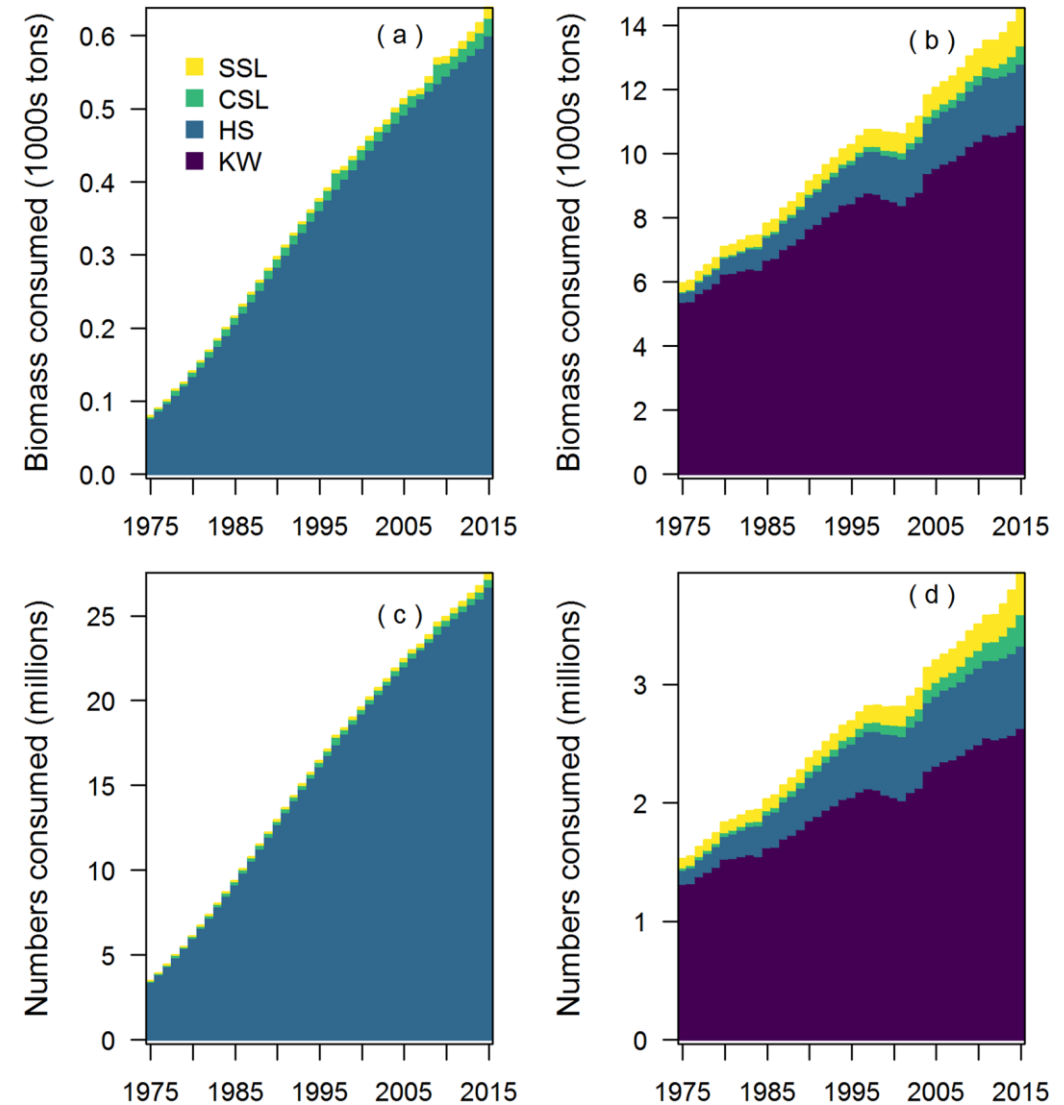 ( a )
SSL
CSL
HS
KW
Biomass consumed (1000s tons)
0.6
0.5
0.4
0.3
0.2
0.1
0.0
1975 1985 1995 2005 2015
( b )
Biomass consumed (1000s tons)
14
12
10
8
6
4
2
0
1975 1985 1995 2005 2015
( c )
Numbers consumed (millions)
25
20
15
10
5
0
1975 1985 1995 2005 2015
( d )
Numbers consumed (millions)
3
2
1
0
1975 1985 1995 2005 2015